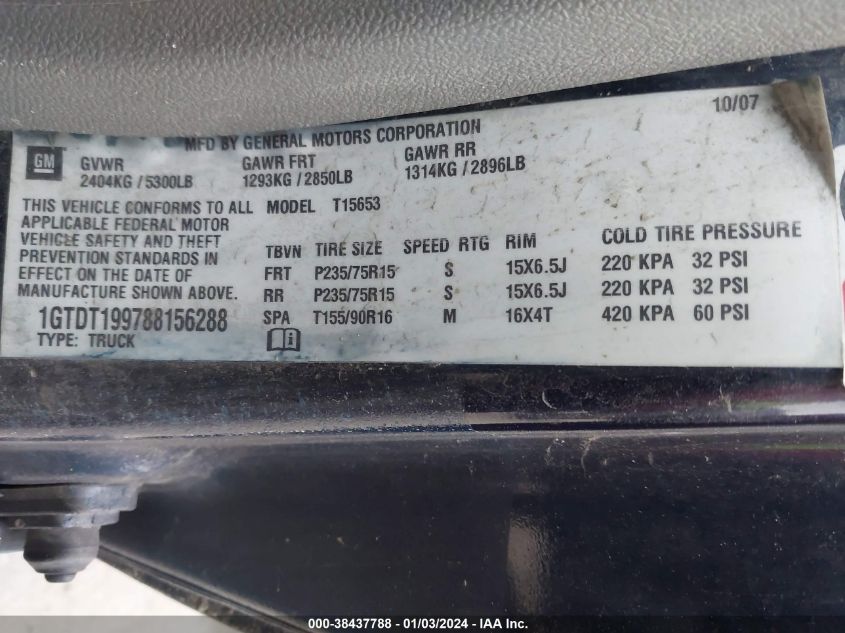 10/07
MFD BY GENERAL MOTORS CORPORATION
GM
GVWR GAWR FRT GAWR RR
2404KG / 5300LB 1293KG / 2850LB 1314KG / 2896LB
THIS VEHICLE CONFORMS TO ALL
APPLICABLE FEDERAL MOTOR
VEHICLE SAFETY AND THEFT
PREVENTION STANDARDS IN
EFFECT ON THE DATE OF
MANUFACTURE SHOWN ABOVE.
1GTDT199788156288
TYPE: TRUCK
MODEL T15653
TBVN TIRE SIZE SPEED RTG RIM COLD TIRE PRESSURE
FRT P235/75R15 S 15X6.5J 220 KPA 32 PSI
RR P235/75R15 S 15X6.5J 220 KPA 32 PSI
SPA T155/90R16 M 16X4T 420 KPA 60 PSI
000-38437788 - 01/03/2024 - IAA Inc.